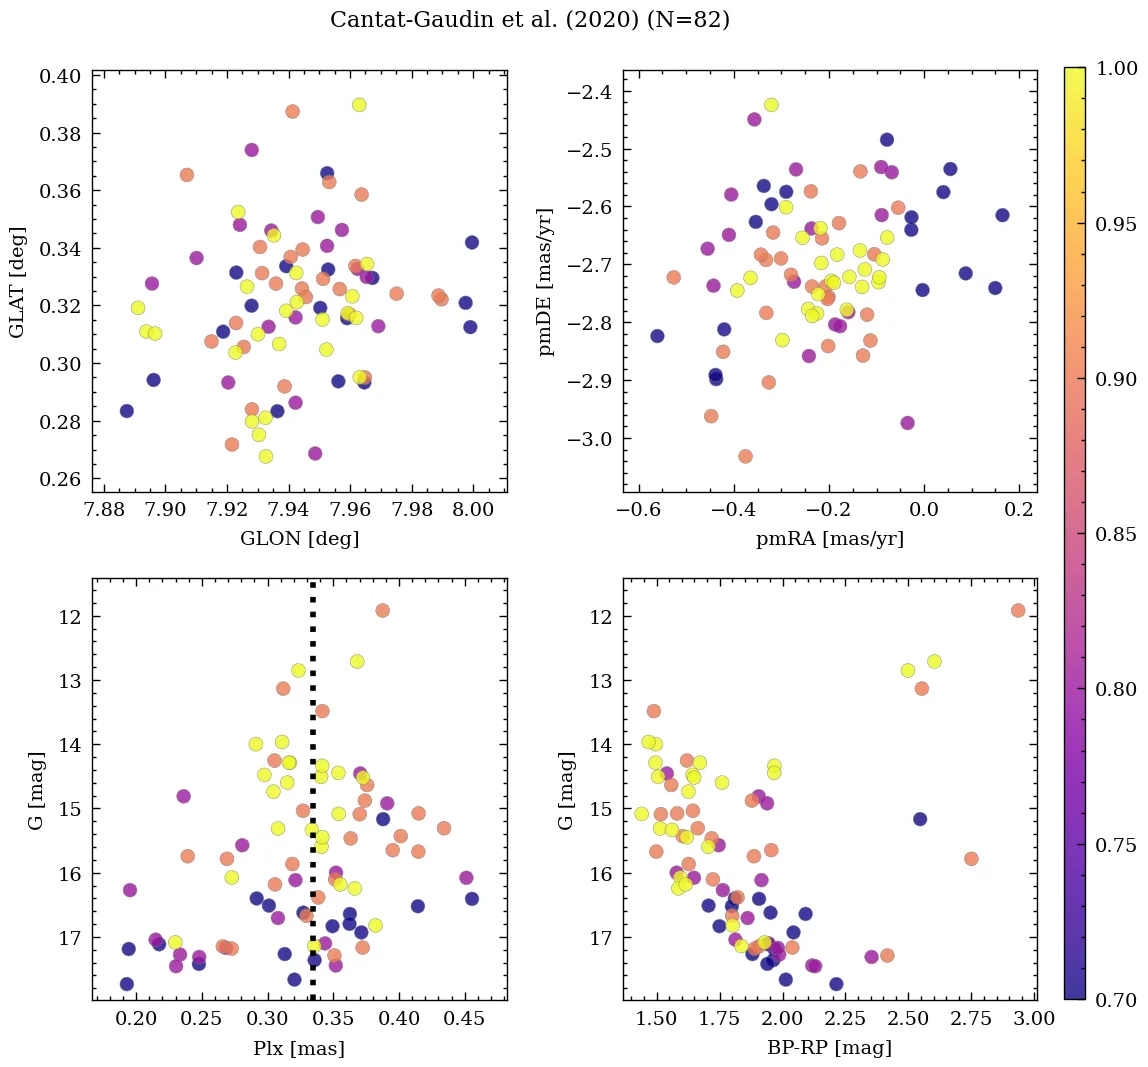 Cantat-Gaudin et al. (2020) (N=82)
0.40
0.38
0.36
0.34
0.32
0.30
0.28
0.26
GLAT [deg]
7.88 7.90 7.92 7.94 7.96 7.98 8.00
GLON [deg]
−2.4
−2.5
−2.6
−2.7
−2.8
−2.9
−3.0
pmDE [mas/yr]
−0.6 −0.4 −0.2 0.0 0.2
pmRA [mas/yr]
12
13
14
15
16
17
G [mag]
0.20 0.25 0.30 0.35 0.40 0.45
Plx [mas]
12
13
14
15
16
17
G [mag]
1.50 1.75 2.00 2.25 2.50 2.75 3.00
BP-RP [mag]
1.00
0.95
0.90
0.85
0.80
0.75
0.70